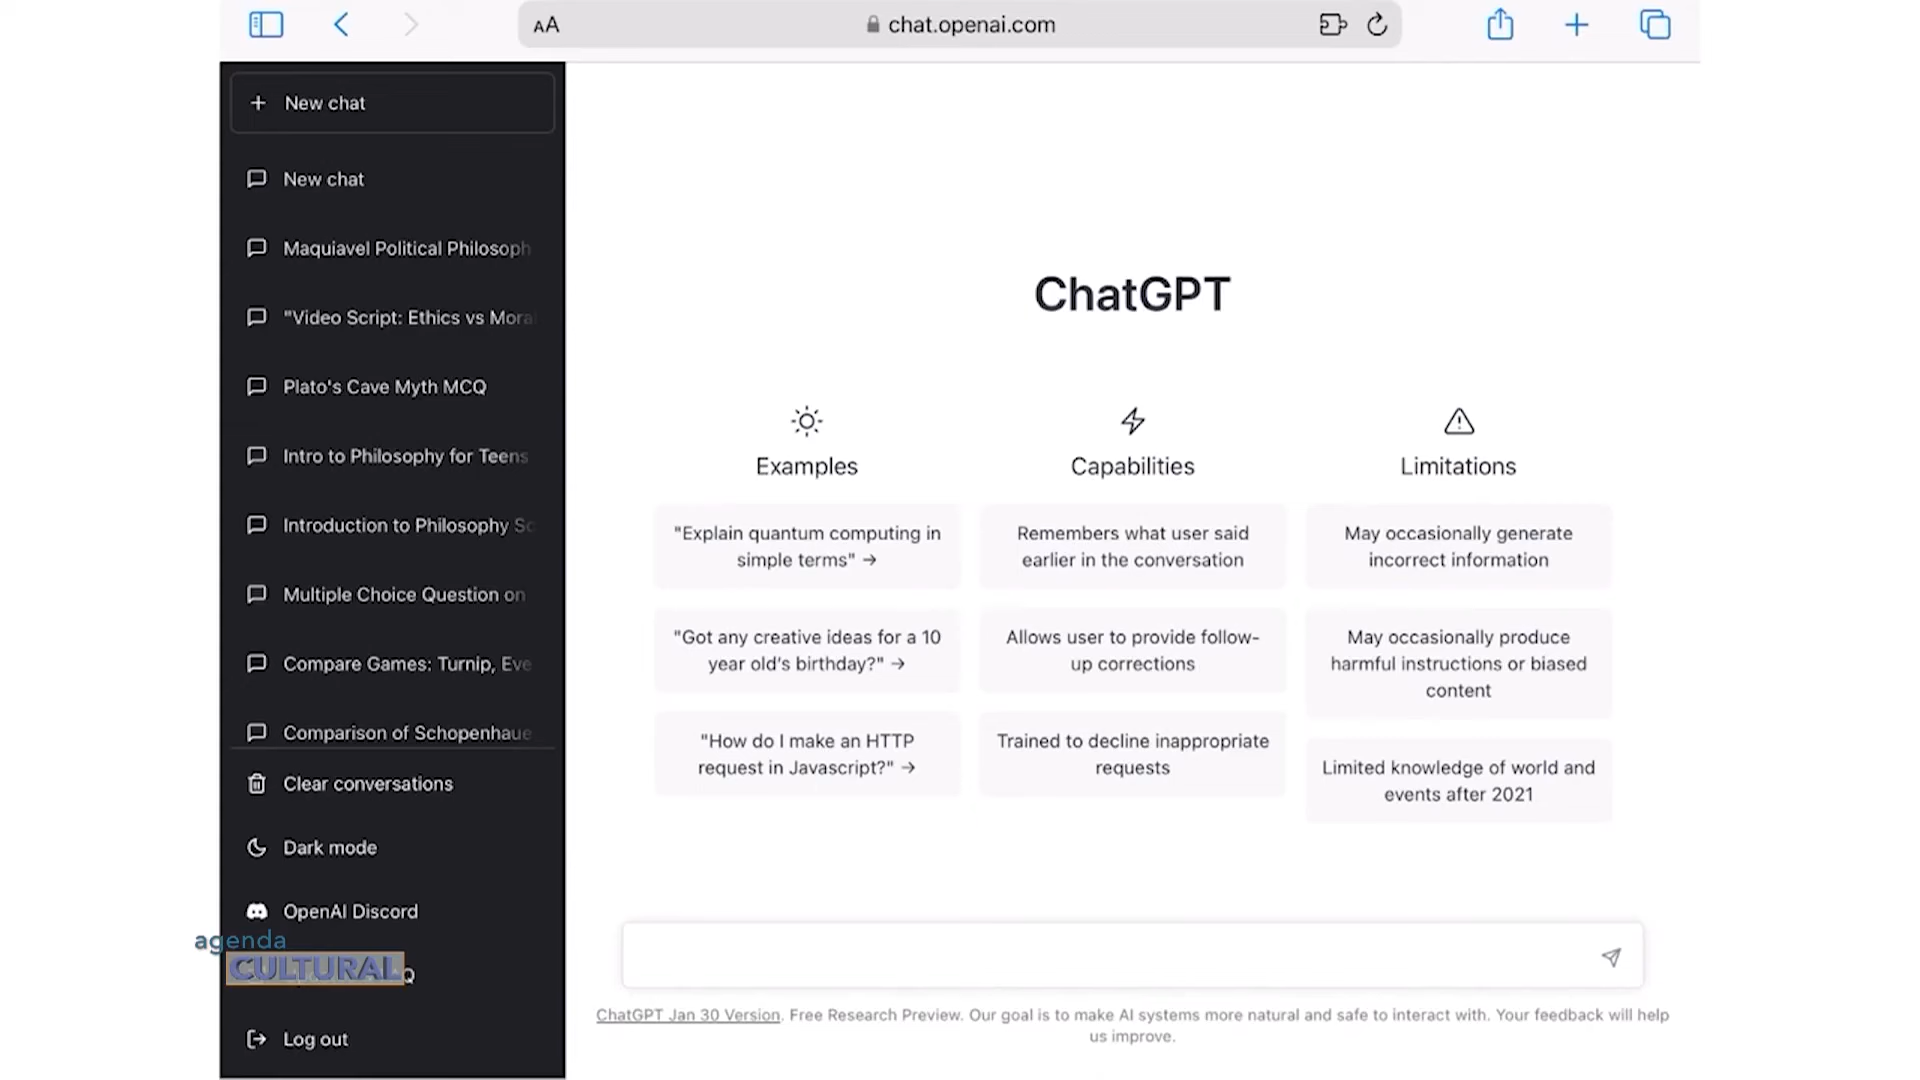 AA
chat.openai.com
New chat
New chat
Maquiavel Political Philosoph
"Video Script: Ethics vs Mora
Plato's Cave Myth MCQ
Intro to Philosophy for Teens
Introduction to Philosophy Sc
Multiple Choice Question on
Compare Games: Turnip, Eve
Comparison of Schopenhaue
Clear conversations
Dark mode
OpenAI Discord
agenda
CULTURAL
Log out
ChatGPT
Examples
"Explain quantum computing in
simple terms" →
"Got any creative ideas for a 10
year old's birthday?" →
"How do I make an HTTP
request in Javascript?" →
Capabilities
Remembers what user said
earlier in the conversation
Allows user to provide follow-
up corrections
Trained to decline inappropriate
requests
Limitations
May occasionally generate
incorrect information
May occasionally produce
harmful instructions or biased
content
Limited knowledge of world and
events after 2021
ChatGPT Jan 30 Version. Free Research Preview. Our goal is to make AI systems more natural and safe to interact with. Your feedback will help
us improve.